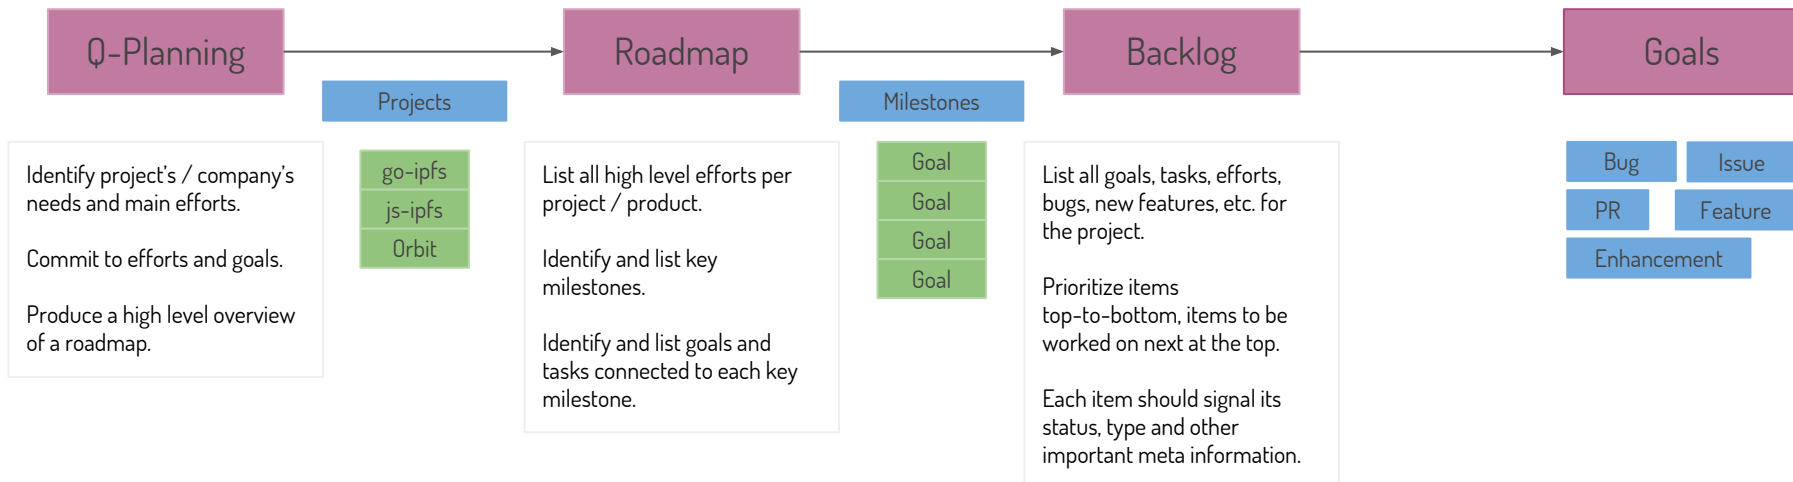 Q-Planning
Roadmap
Backlog
Goals
Projects
Milestones
Identify project's / company's
needs and main efforts.
Commit to efforts and goals.
Produce a high level overview
of a roadmap.
go-ipfs
js-ipfs
Orbit
List all high level efforts per
project / product.
Identify and list key
milestones.
Identify and list goals and
tasks connected to each key
milestone.
Goal
Goal
Goal
Goal
List all goals, tasks, efforts,
bugs, new features, etc. for
the project.
Prioritize items
top-to-bottom, items to be
worked on next at the top.
Each item should signal its
status, type and other
important meta information.
Bug
Issue
PR
Feature
Enhancement